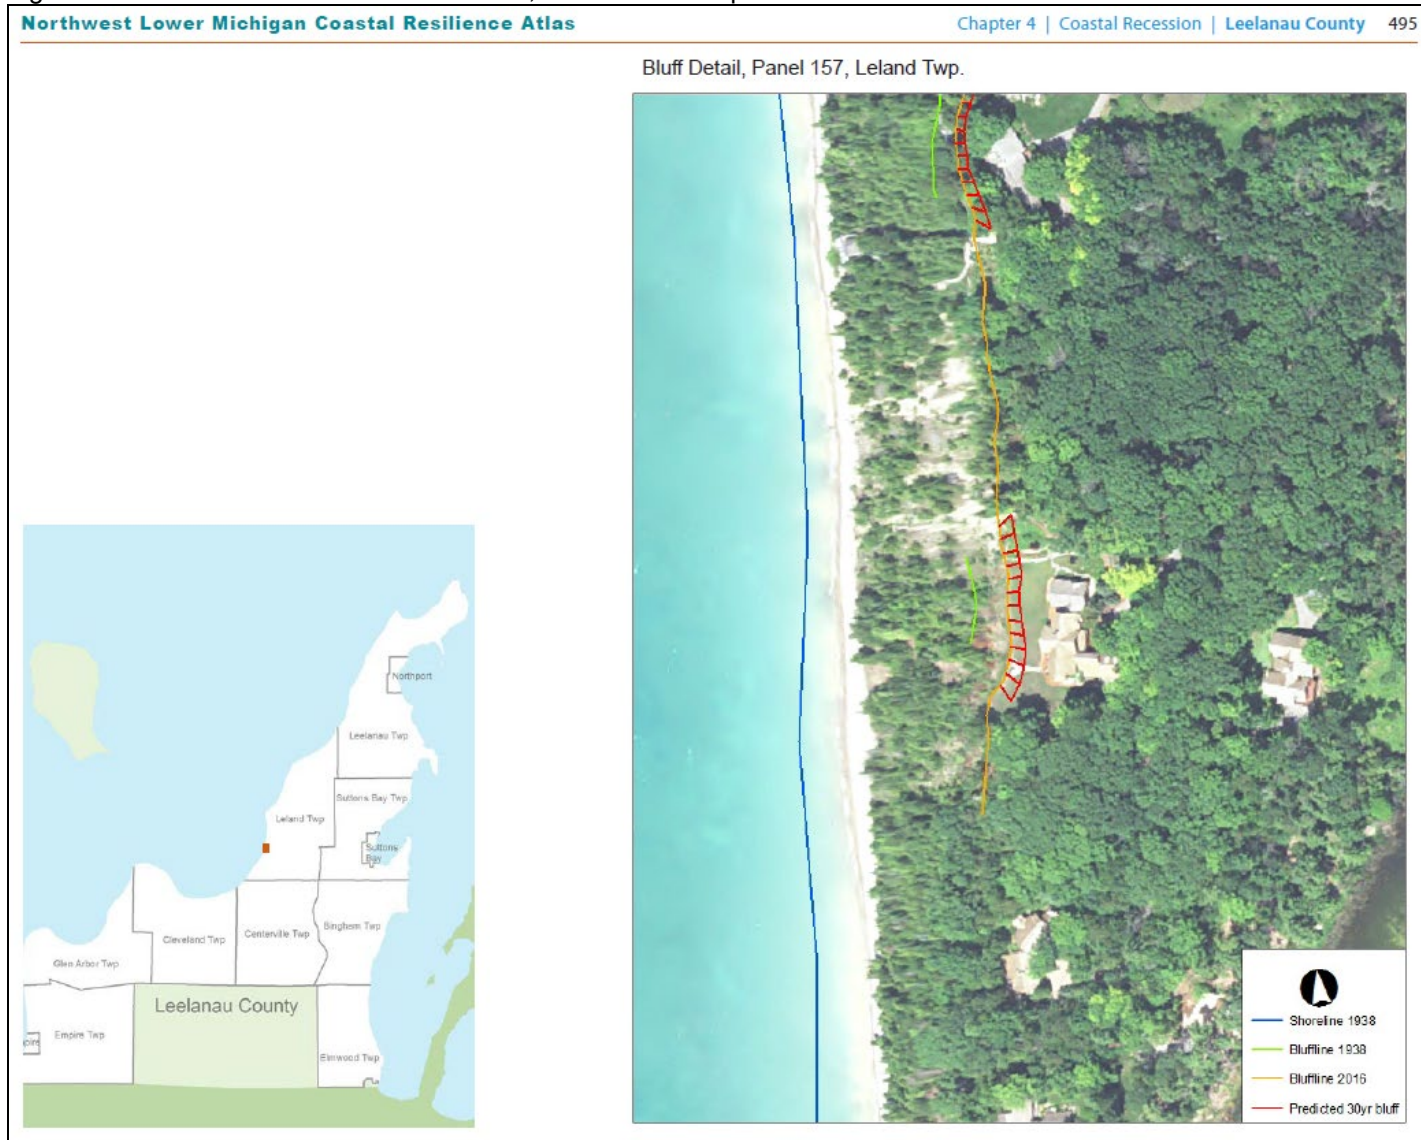 Northwest Lower Michigan Coastal Resilience Atlas
Chapter 4 | Coastal Recession | Leelanau County 495
Bluff Detail, Panel 157, Leland Twp.
Northport
Leelanau Twp
Suttons Bay Twp
Leland Twp
Suttons
Bay
Bingham Twp
Centerville Twp
Cleveland Twp
Glen Arbor Twp
Leelanau County
Empire Twp
Elmwood Twp
Shoreline 1938
Bluffline 1938
Bluffline 2016
Predicted 30yr bluff